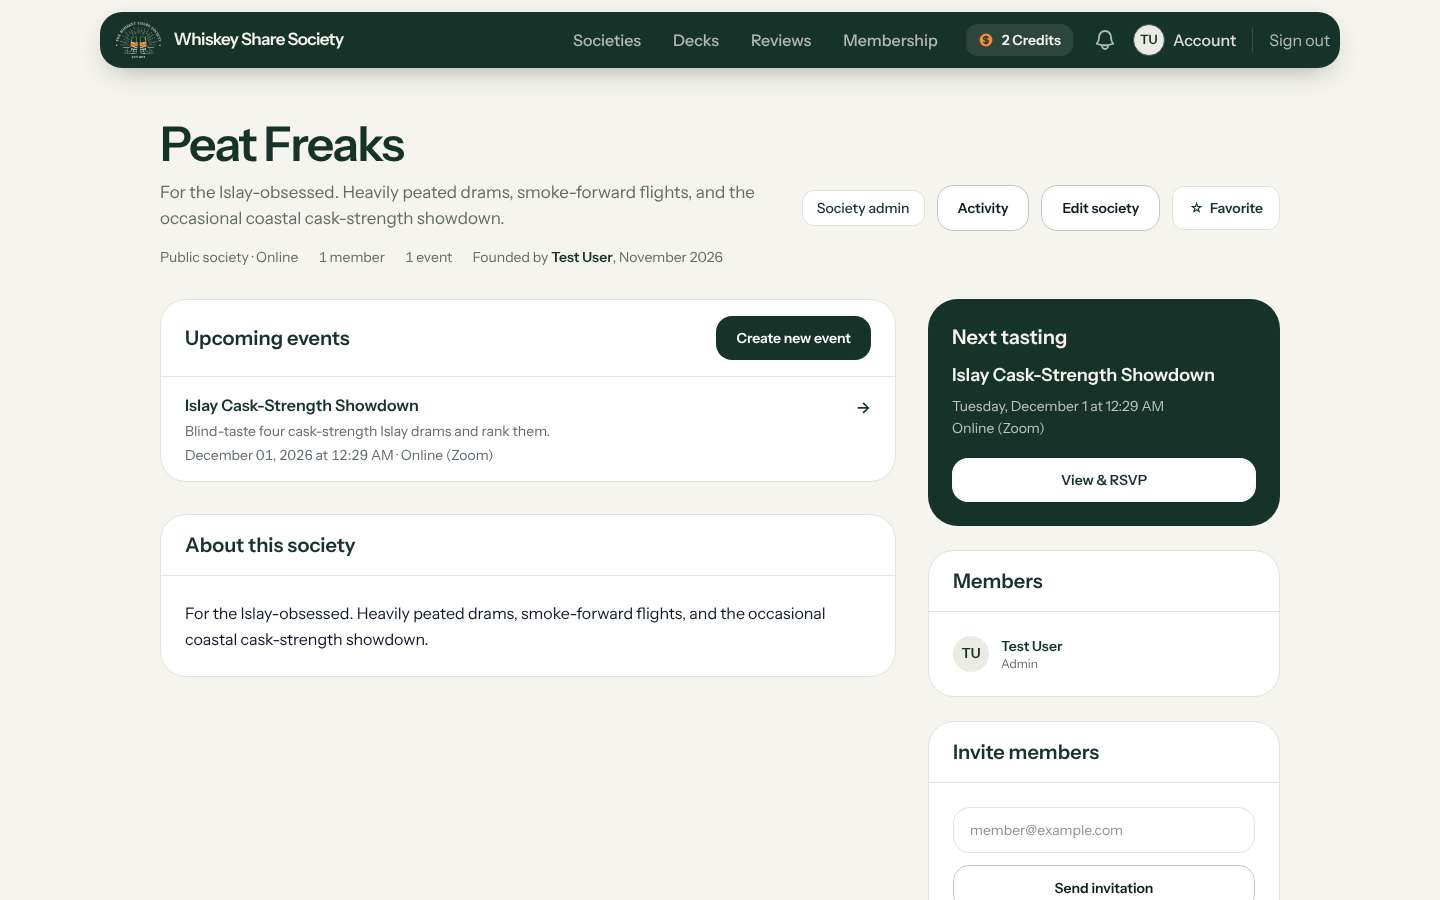 Whiskey Share Society
Societies
Decks
Reviews
Membership
2 Credits
TU
Account
Sign out
Peat Freaks
For the Islay-obsessed. Heavily peated drams, smoke-forward flights, and the
occasional coastal cask-strength showdown.
Society admin
Activity
Edit society
☆ Favorite
Public society · Online
1 member
1 event
Founded by Test User, November 2026
Upcoming events
Create new event
Islay Cask-Strength Showdown
Blind-taste four cask-strength Islay drams and rank them.
December 01, 2026 at 12:29 AM · Online (Zoom)
About this society
For the Islay-obsessed. Heavily peated drams, smoke-forward flights, and the occasional
coastal cask-strength showdown.
Next tasting
Islay Cask-Strength Showdown
Tuesday, December 1 at 12:29 AM
Online (Zoom)
View & RSVP
Members
TU
Test User
Admin
Invite members
member@example.com
Send invitation